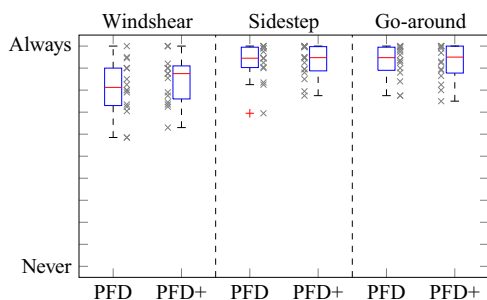 Windshear Sidestep Go-around
Always
Never
PFD PFD+ PFD PFD+ PFD PFD+